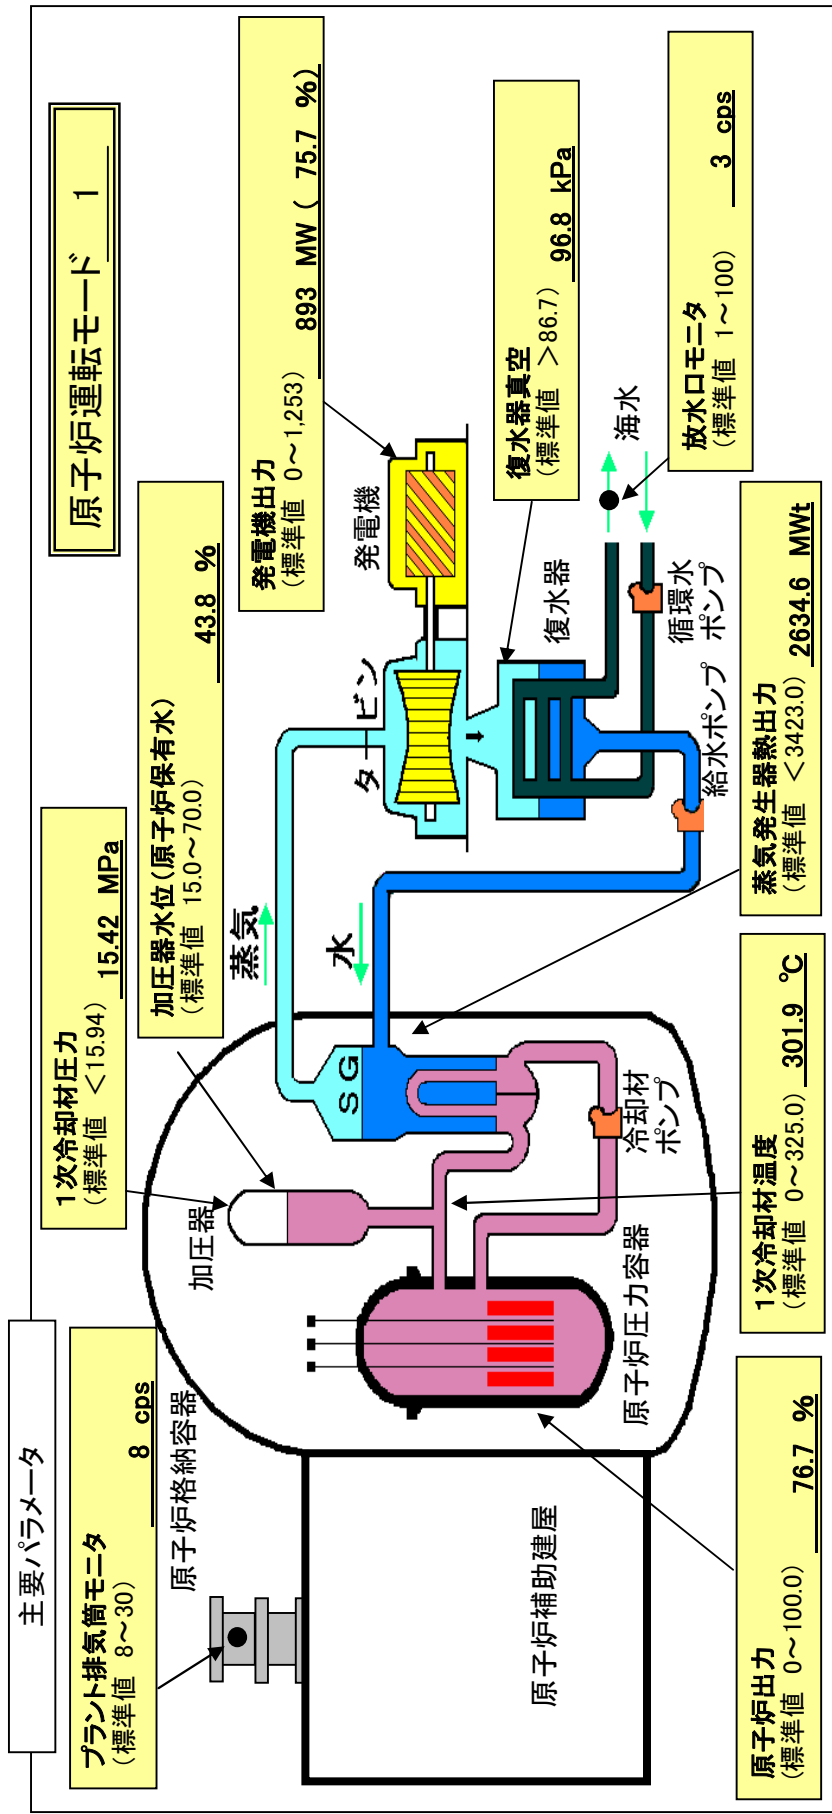 主要パラメータ
原子炉運転モード 1
プラント排気筒モニタ
(標準値 8～30)
8 cps
1次冷却材圧力
(標準値 <15.94)
15.42 MPa
加圧器水位(原子炉保有水)
(標準値 15.0～70.0)
43.8 %
発電機出力
(標準値 0～1,253)
893 MW ( 75.7 %)
原子炉格納容器
加圧器
蒸気
水
SG
タービン
発電機
復水器真空
(標準値 >86.7)
96.8 kPa
復水器
海水
循環水
ポンプ
給水ポンプ
冷却材
ポンプ
原子炉圧力容器
原子炉補助建屋
原子炉出力
(標準値 0～100.0)
76.7 %
1次冷却材温度
(標準値 0～325.0)
301.9 ℃
蒸気発生器熱出力
(標準値 <3423.0)
2634.6 MWt
放水口モニタ
(標準値 1～100)
3 cps